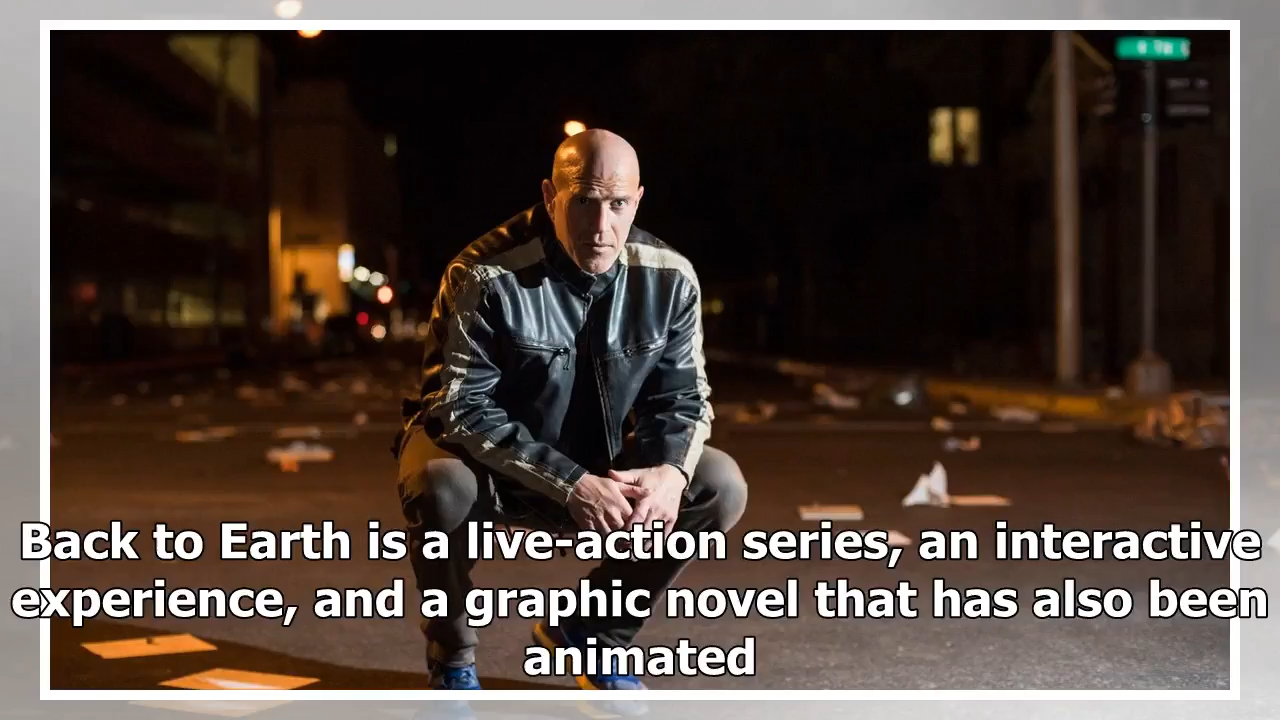 Back to Earth is a live-action series, an interactive
experience, and a graphic novel that has also been
animated